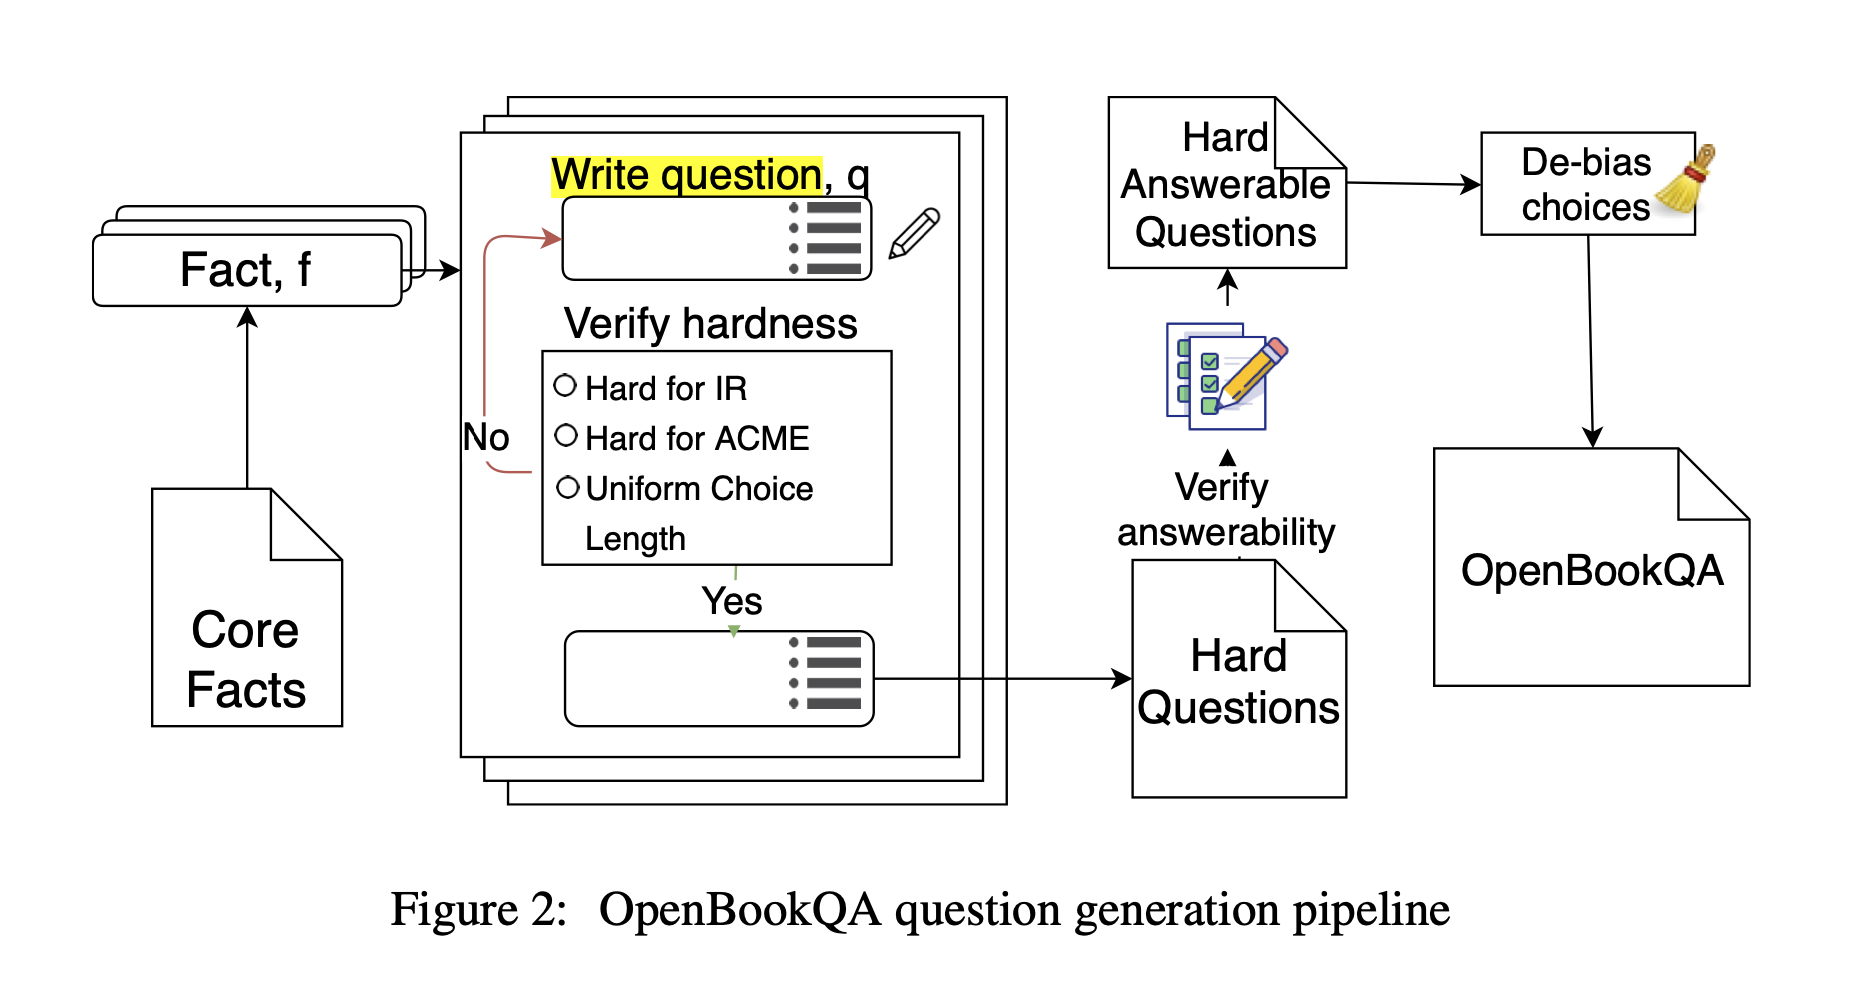 Fact, f
Core
Facts
Write question, q
Verify hardness
Hard for IR
Hard for ACME
Uniform Choice
Length
No
Yes
Hard
Questions
Verify
answerability
Hard
Answerable
Questions
De-bias
choices
OpenBookQA
Figure 2: OpenBookQA question generation pipeline